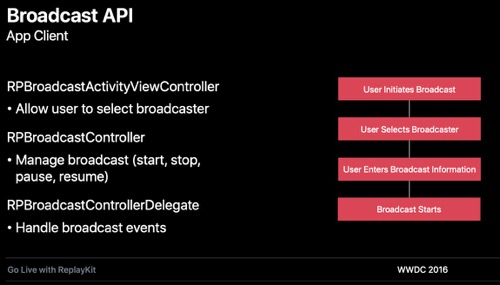 Broadcast API
App Client
RPBroadcastActivityViewController
• Allow user to select broadcaster
RPBroadcastController
• Manage broadcast (start, stop,
pause, resume)
RPBroadcastControllerDelegate
• Handle broadcast events
User Initiates Broadcast
User Selects Broadcaster
User Enters Broadcast Information
Broadcast Starts
Go Live with ReplayKit
WWDC 2016